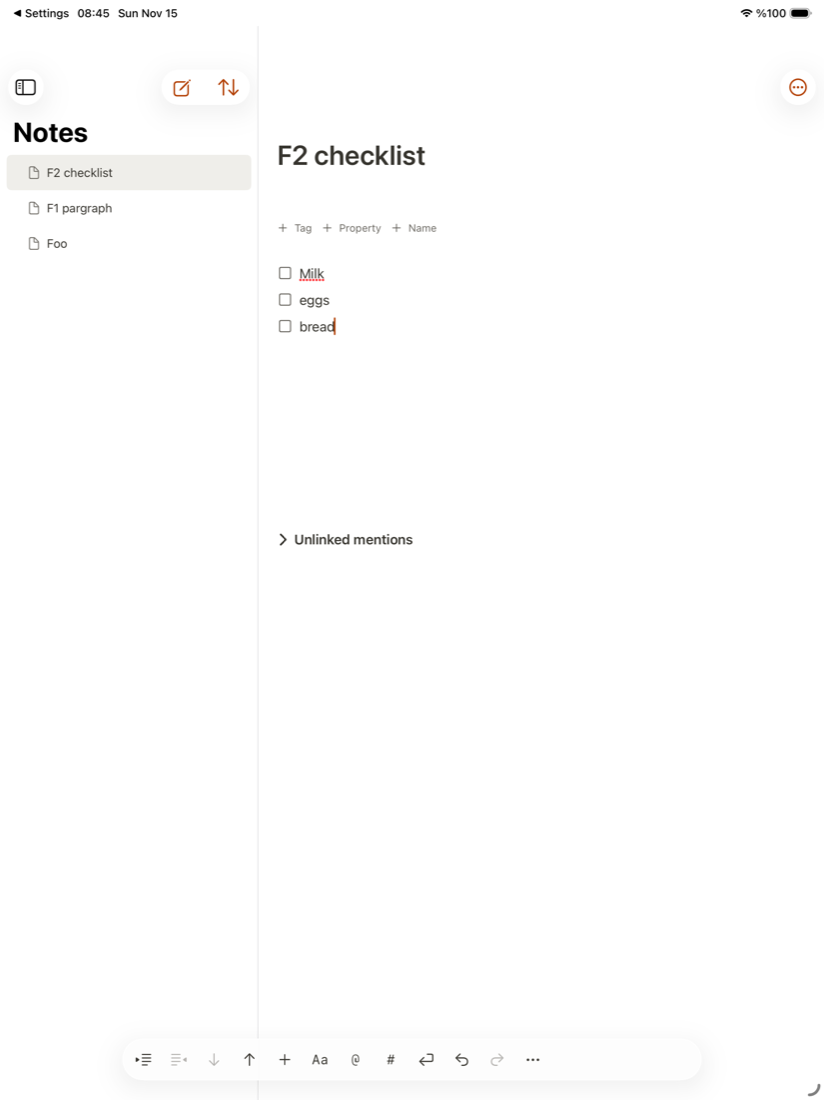 Settings 08:45 Sun Nov 15 %100
Notes
F2 checklist
F1 pargraph
Foo
F2 checklist
+ Tag + Property + Name
Milk
eggs
bread
Unlinked mentions
Aa @ #